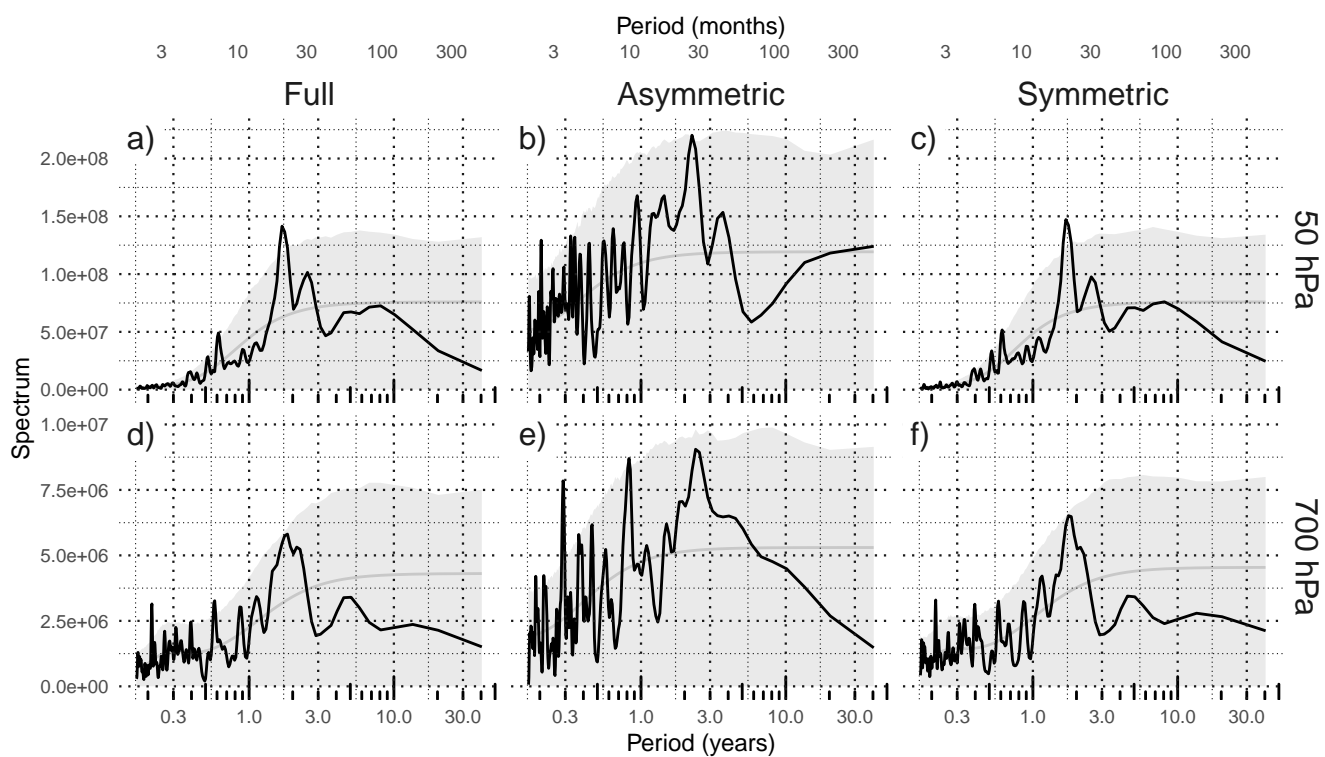 Period (months)
3 10 30 100 300 3 10 30 100 300 3 10 30 100 300
Full Asymmetric Symmetric
a) b) c)
2.0e+08
1.5e+08
1.0e+08
5.0e+07
0.0e+00
50 hPa
Spectrum
d) e) f)
1.0e+07
7.5e+06
5.0e+06
2.5e+06
0.0e+00
700 hPa
0.3 1.0 3.0 10.0 30.0 0.3 1.0 3.0 10.0 30.0 0.3 1.0 3.0 10.0 30.0
Period (years)